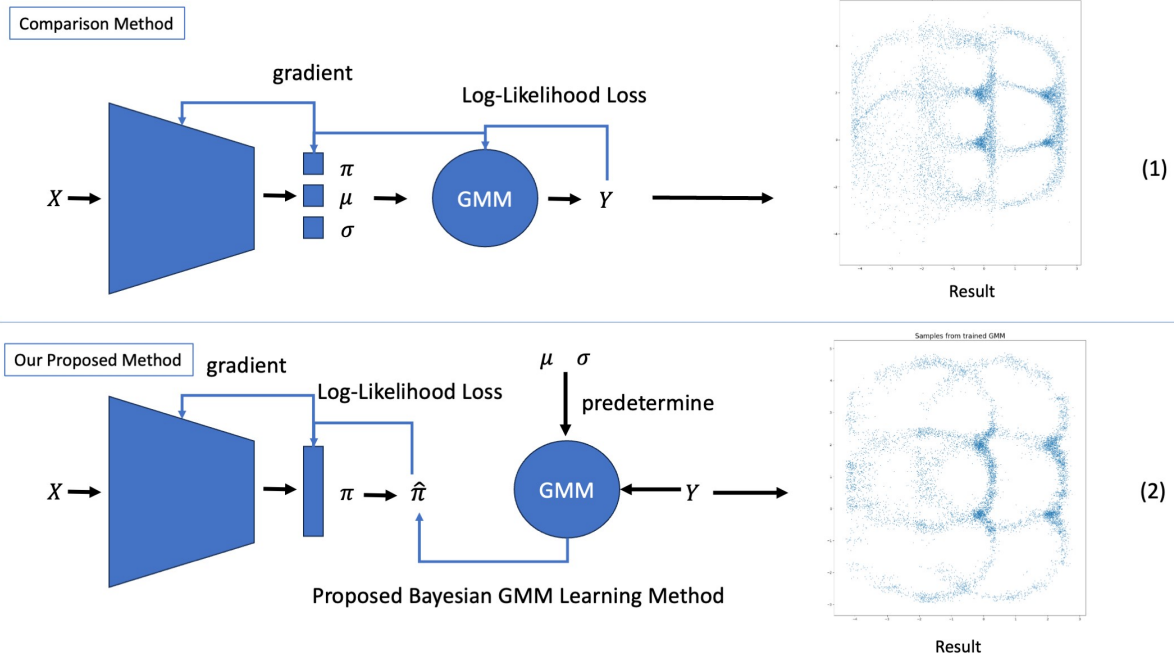 Comparison Method
gradient
Log-Likelihood Loss
X
π
μ
σ
GMM
Y
(1)
Result
Our Proposed Method
gradient
Log-Likelihood Loss
μ σ
predetermine
Samples from trained GMM
X
π
π̂
GMM
Y
(2)
Proposed Bayesian GMM Learning Method
Result